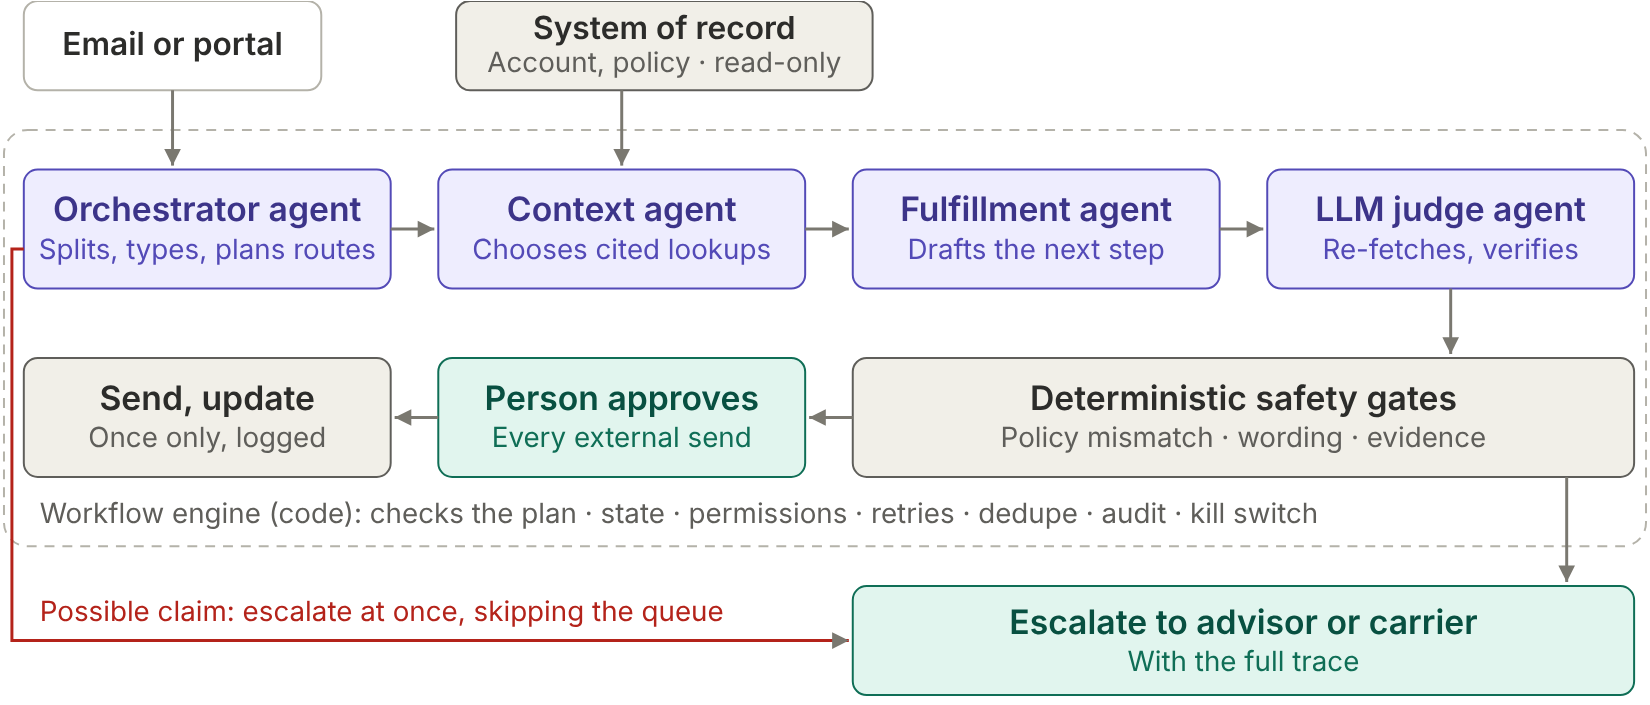 Email or portal
System of record
Account, policy · read-only
Orchestrator agent
Splits, types, plans routes
Context agent
Chooses cited lookups
Fulfillment agent
Drafts the next step
LLM judge agent
Re-fetches, verifies
Send, update
Once only, logged
Person approves
Every external send
Deterministic safety gates
Policy mismatch · wording · evidence
Workflow engine (code): checks the plan · state · permissions · retries · dedupe · audit · kill switch
Possible claim: escalate at once, skipping the queue
Escalate to advisor or carrier
With the full trace